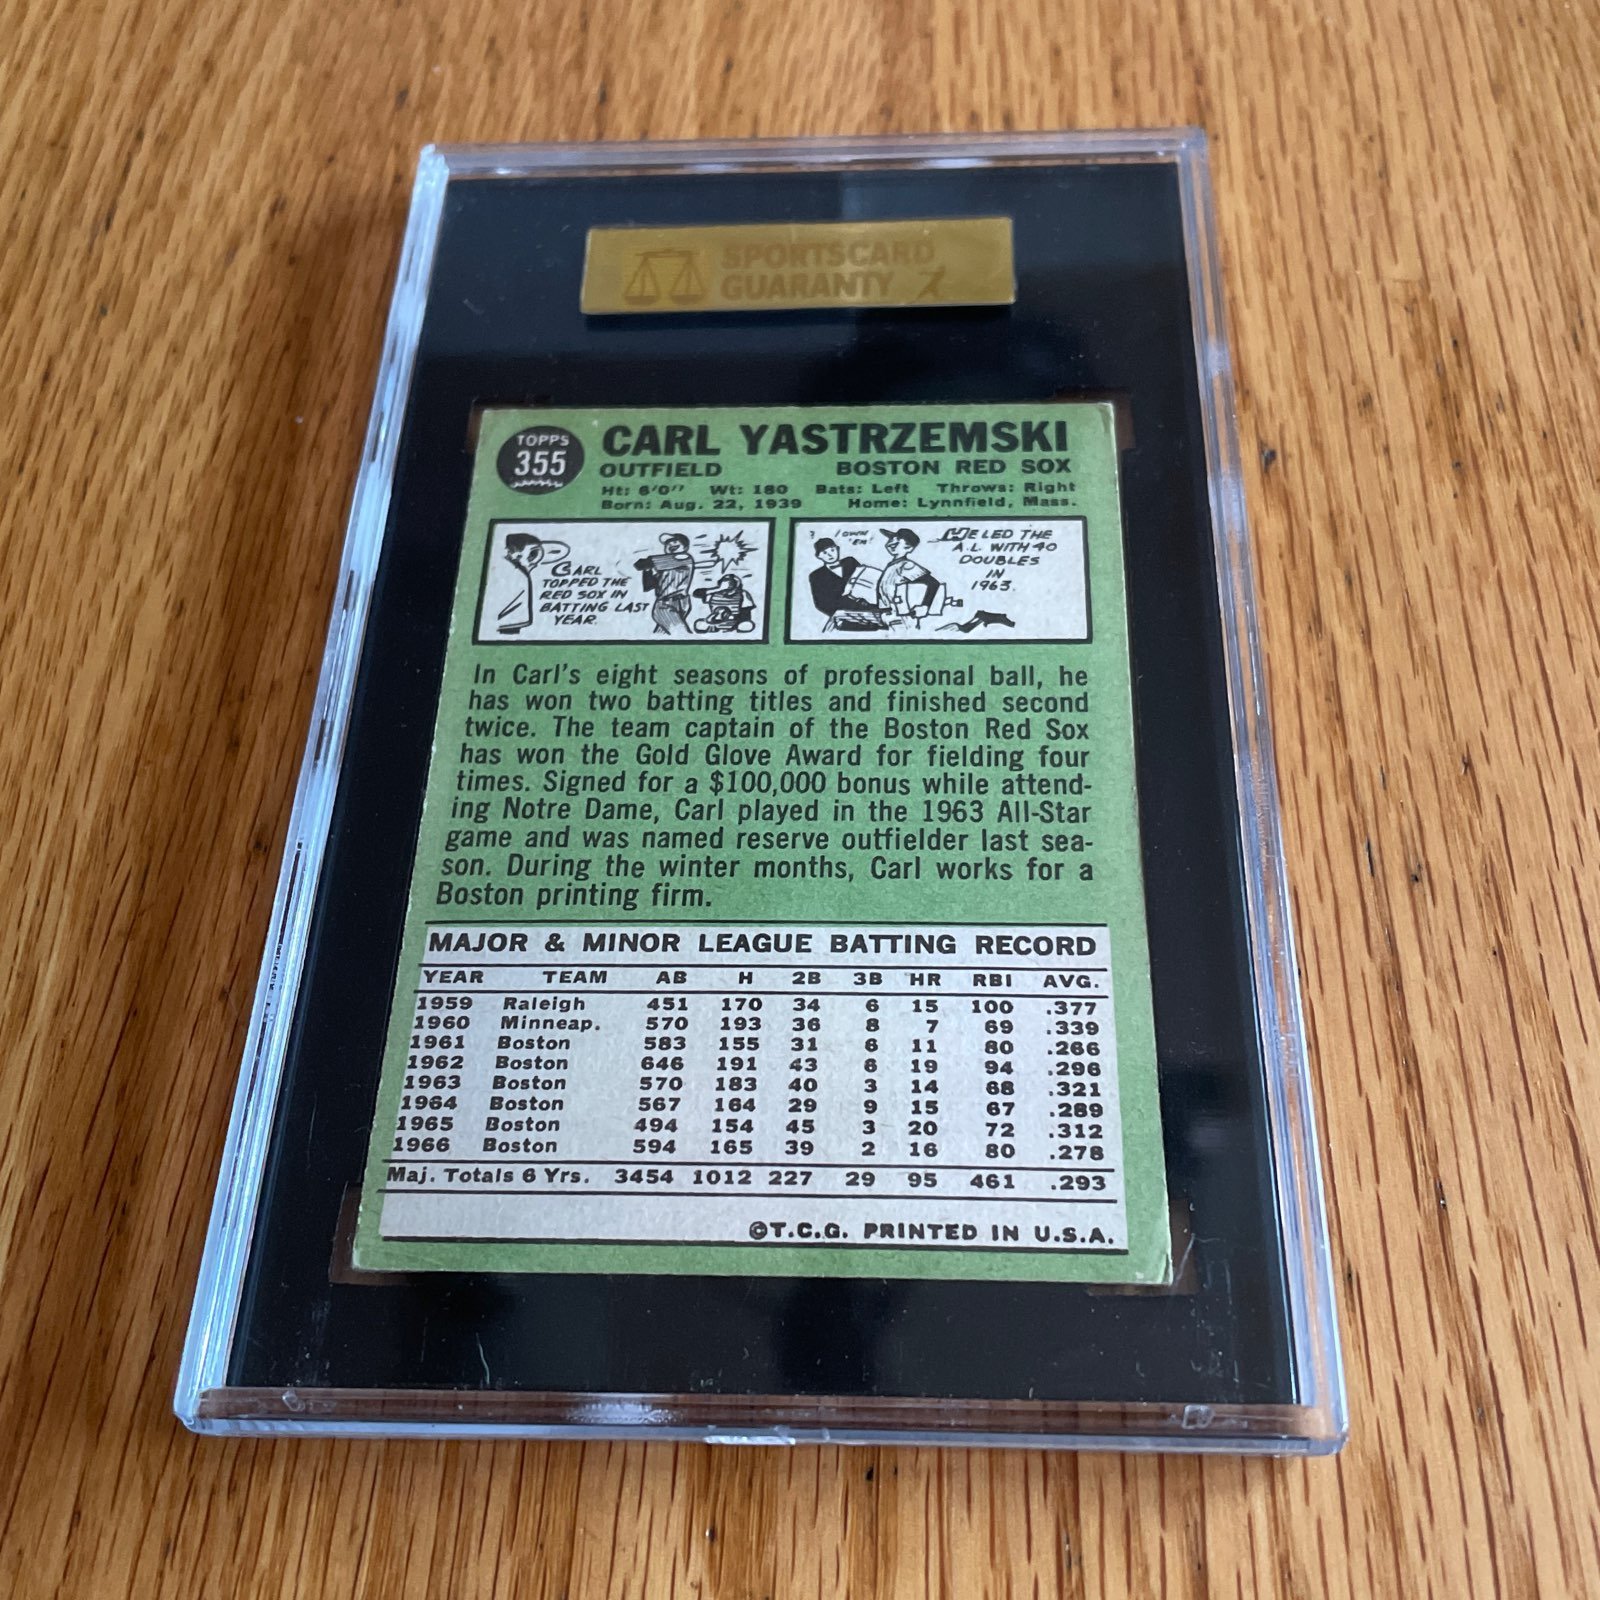 SPORTSCARD
GUARANTY
TOPPS
355
CARL YASTRZEMSKI
OUTFIELD BOSTON RED SOX
Ht: 6'0" Wt: 180 Bats: Left Throws: Right
Born: Aug. 22, 1939 Home: Lynnfield, Mass.
CARL
TOPPED THE
RED SOX IN
BATTING LAST
YEAR.
? I OWN
'EM!
HE LED THE
A.L. WITH 40
DOUBLES
IN
1963.
In Carl's eight seasons of professional ball, he
has won two batting titles and finished second
twice. The team captain of the Boston Red Sox
has won the Gold Glove Award for fielding four
times. Signed for a $100,000 bonus while attend-
ing Notre Dame, Carl played in the 1963 All-Star
game and was named reserve outfielder last sea-
son. During the winter months, Carl works for a
Boston printing firm.
MAJOR & MINOR LEAGUE BATTING RECORD
YEAR TEAM AB H 2B 3B HR RBI AVG.
1959 Raleigh 451 170 34 6 15 100 .377
1960 Minneap. 570 193 36 8 7 69 .339
1961 Boston 583 155 31 6 11 80 .266
1962 Boston 646 191 43 6 19 94 .296
1963 Boston 570 183 40 3 14 68 .321
1964 Boston 567 164 29 9 15 67 .289
1965 Boston 494 154 45 3 20 72 .312
1966 Boston 594 165 39 2 16 80 .278
Maj. Totals 6 Yrs. 3454 1012 227 29 95 461 .293
©T.C.G. PRINTED IN U.S.A.